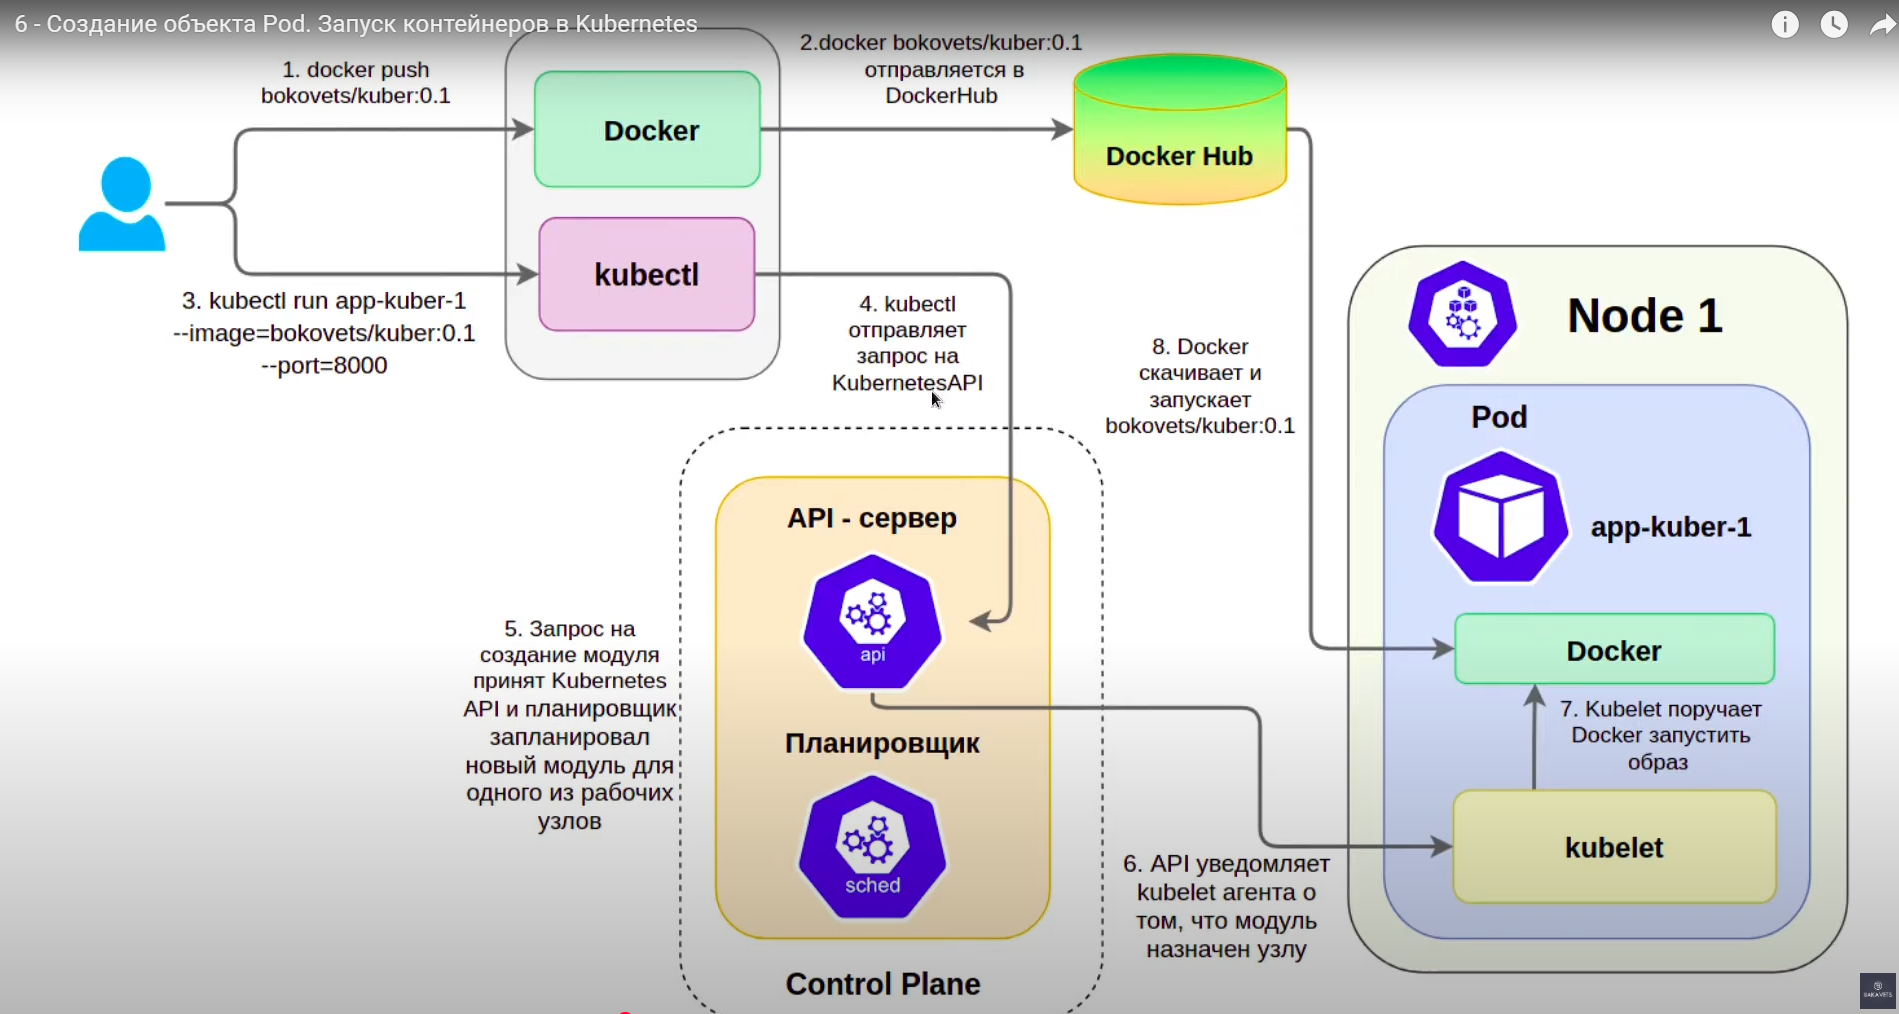 6 - Создание объекта Pod. Запуск контейнеров в Kubernetes
1. docker push
bokovets/kuber:0.1
2.docker bokovets/kuber:0.1
отправляется в
DockerHub
Docker
Docker Hub
kubectl
3. kubectl run app-kuber-1
--image=bokovets/kuber:0.1
--port=8000
4. kubectl
отправляет
запрос на
KubernetesAPI
8. Docker
скачивает и
запускает
bokovets/kuber:0.1
Node 1
Pod
app-kuber-1
Docker
7. Kubelet поручает
Docker запустить
образ
kubelet
API - сервер
api
5. Запрос на
создание модуля
принят Kubernetes
API и планировщик
запланировал
новый модуль для
одного из рабочих
узлов
Планировщик
sched
6. API уведомляет
kubelet агента о
том, что модуль
назначен узлу
Control Plane
BAKAVETS